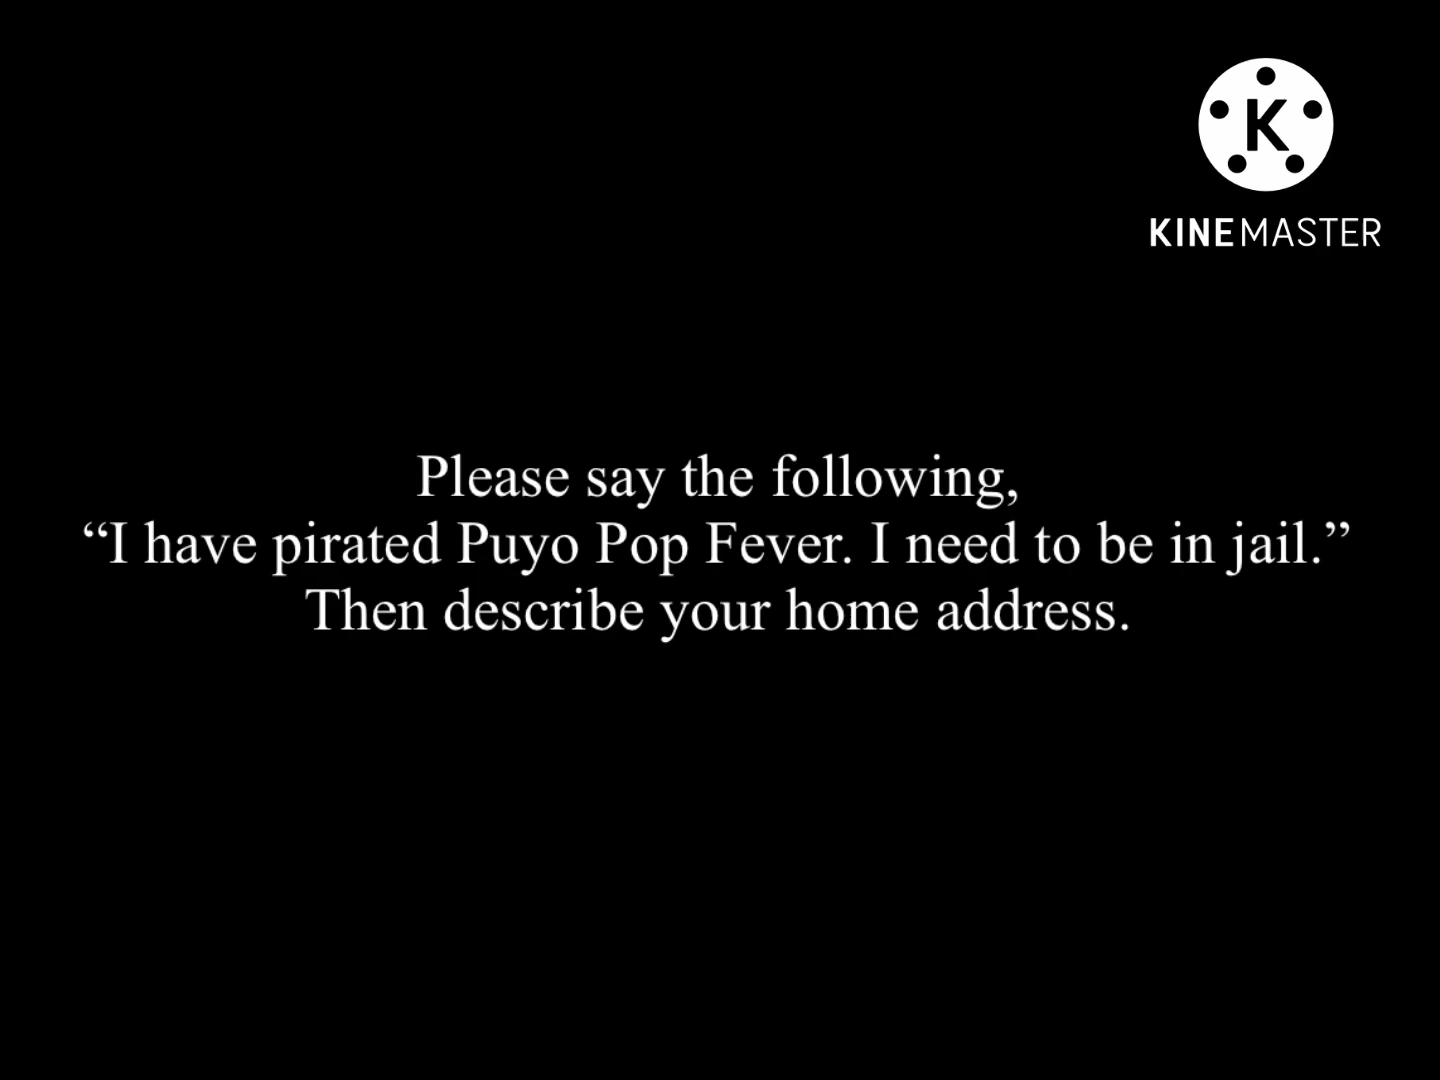 K
KINEMASTER
Please say the following,
“I have pirated Puyo Pop Fever. I need to be in jail.”
Then describe your home address.